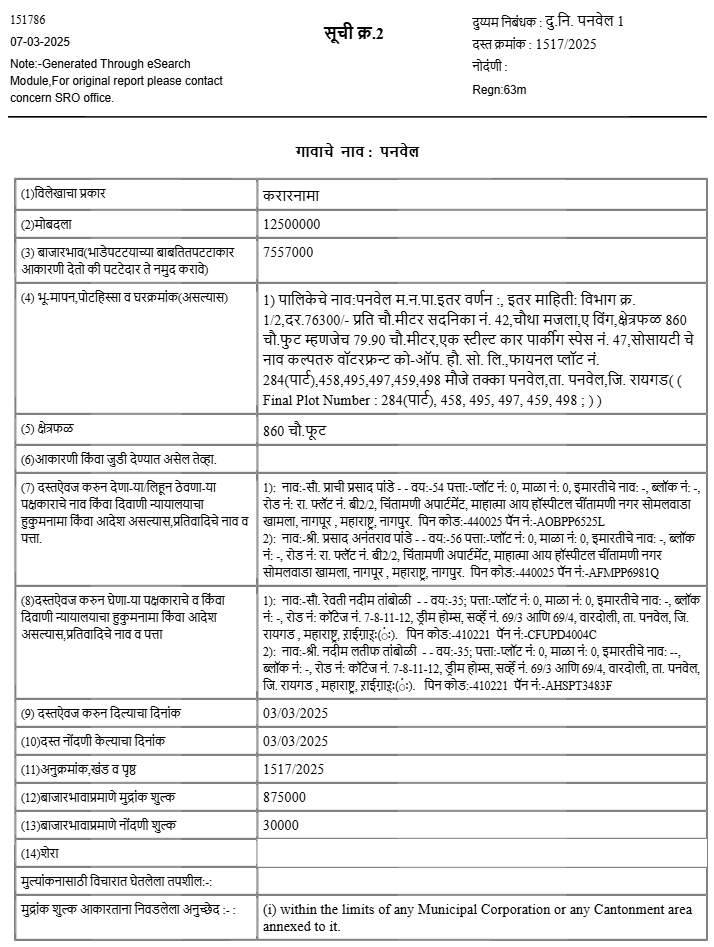 151786
07-03-2025
Note:-Generated Through eSearch
Module,For original report please contact
concern SRO office.
सूची क्र.2
दुय्यम निबंधक : दु.नि. पनवेल 1
दस्त क्रमांक : 1517/2025
नोदंणी :
Regn:63m
गावाचे नाव : पनवेल
(1)विलेखाचा प्रकार
करारनामा
(2)मोबदला
12500000
(3) बाजारभाव(भाडेपटटयाच्या बाबतितपटटाकार
आकारणी देतो की पटटेदार ते नमुद करावे)
7557000
(4) भू-मापन,पोटहिस्सा व घरक्रमांक(असल्यास)
1) पालिकेचे नाव:पनवेल म.न.पा.इतर वर्णन :, इतर माहिती: विभाग क्र.
1/2,दर.76300/- प्रति चौ.मीटर सदनिका नं. 42,चौथा मजला,ए विंग,क्षेत्रफळ 860
चौ.फुट म्हणजेच 79.90 चौ.मीटर,एक स्टील्ट कार पार्कीग स्पेस नं. 47,सोसायटी चे
नाव कल्पतरु वॉटरफ्रन्ट को-ऑप. हौ. सो. लि.,फायनल प्लॉट नं.
284(पार्ट),458,495,497,459,498 मौजे तक्का पनवेल,ता. पनवेल,जि. रायगड( (
Final Plot Number : 284(पार्ट), 458, 495, 497, 459, 498 ; ) )
(5) क्षेत्रफळ
860 चौ.फूट
(6)आकारणी किंवा जुडी देण्यात असेल तेव्हा.
(7) दस्तऐवज करुन देणा-या/लिहून ठेवणा-या
पक्षकाराचे नाव किंवा दिवाणी न्यायालयाचा
हुकुमनामा किंवा आदेश असल्यास,प्रतिवादिचे नाव व
पत्ता.
1): नाव:-सौ. प्राची प्रसाद पांडे - - वय:-54 पत्ता:-प्लॉट नं: 0, माळा नं: 0, इमारतीचे नाव: -, ब्लॉक नं: -,
रोड नं: रा. फ्लॅट नं. बी2/2, चिंतामणी अपार्टमेंट, माहात्मा आय हॉस्पीटल चींतामणी नगर सोमलवाडा
खामला, नागपूर , महाराष्ट्र, नागपुर. पिन कोड:-440025 पॅन नं:-AOBPP6525L
2): नाव:-श्री. प्रसाद अनंतराव पांडे - - वय:-56 पत्ता:-प्लॉट नं: 0, माळा नं: 0, इमारतीचे नाव: -, ब्लॉक
नं: -, रोड नं: रा. फ्लॅट नं. बी2/2, चिंतामणी अपार्टमेंट, माहात्मा आय हॉस्पीटल चींतामणी नगर
सोमलवाडा खामला, नागपूर , महाराष्ट्र, नागपुर. पिन कोड:-440025 पॅन नं:-AFMPP6981Q
(8)दस्तऐवज करुन घेणा-या पक्षकाराचे व किंवा
दिवाणी न्यायालयाचा हुकुमनामा किंवा आदेश
असल्यास,प्रतिवादिचे नाव व पत्ता
1): नाव:-सौ. रेवती नदीम तांबोळी - - वय:-35; पत्ता:-प्लॉट नं: 0, माळा नं: 0, इमारतीचे नाव: -, ब्लॉक
नं: -, रोड नं: कॉटेज नं. 7-8-11-12, ड्रीम होम्स, सर्व्हे नं. 69/3 आणि 69/4, वारदोली, ता. पनवेल, जि.
रायगड , महाराष्ट्र, पिन कोड:-410221 पॅन नं:-CFUPD4004C
2): नाव:-श्री. नदीम लतीफ तांबोळी - - वय:-35; पत्ता:-प्लॉट नं: 0, माळा नं: 0, इमारतीचे नाव: --,
ब्लॉक नं: -, रोड नं: कॉटेज नं. 7-8-11-12, ड्रीम होम्स, सर्व्हे नं. 69/3 आणि 69/4, वारदोली, ता. पनवेल,
जि. रायगड , महाराष्ट्र, पिन कोड:-410221 पॅन नं:-AHSPT3483F
(9) दस्तऐवज करुन दिल्याचा दिनांक
03/03/2025
(10)दस्त नोंदणी केल्याचा दिनांक
03/03/2025
(11)अनुक्रमांक,खंड व पृष्ठ
1517/2025
(12)बाजारभावाप्रमाणे मुद्रांक शुल्क
875000
(13)बाजारभावाप्रमाणे नोंदणी शुल्क
30000
(14)शेरा
मुल्यांकनासाठी विचारात घेतलेला तपशील:-:
मुद्रांक शुल्क आकारताना निवडलेला अनुच्छेद :- :
(i) within the limits of any Municipal Corporation or any Cantonment area
annexed to it.